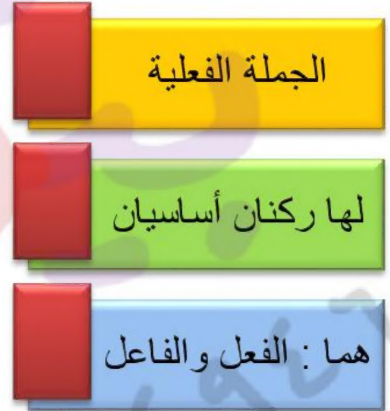 الجملة الفعلية
لها ركنان أساسيان
هما : الفعل والفاعل